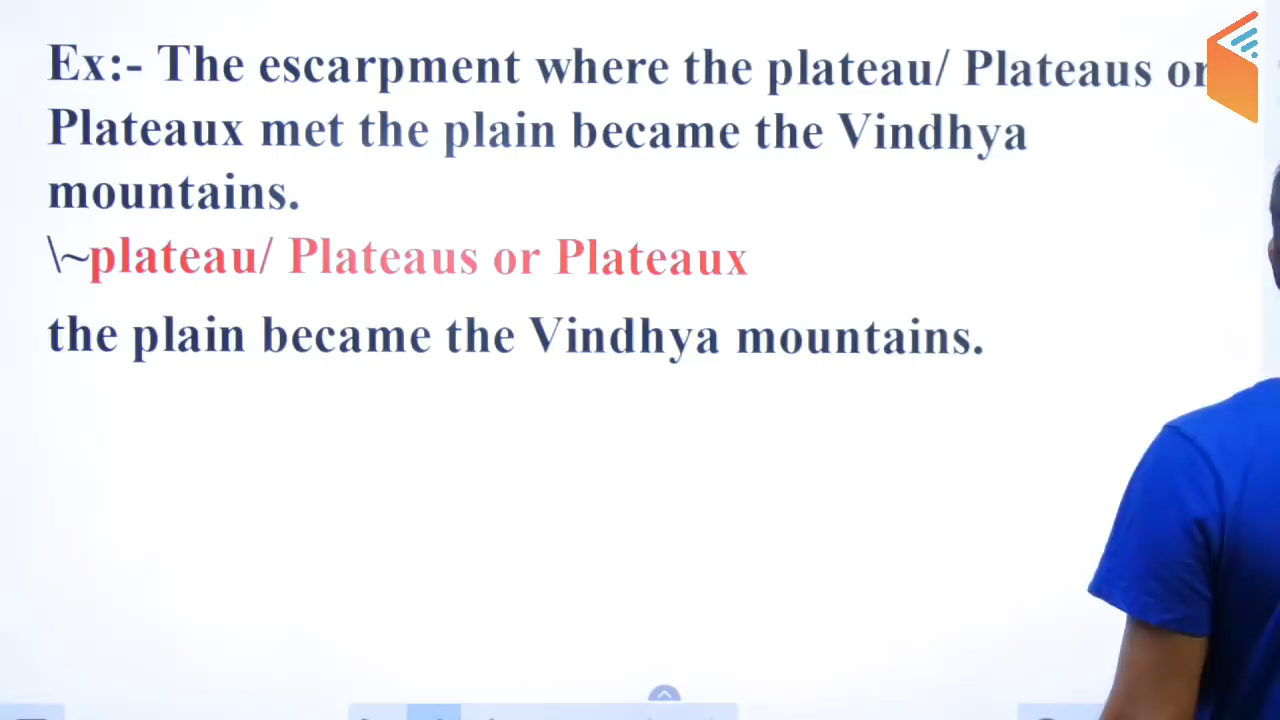 Ex:- The escarpment where the plateau/ Plateaus or
Plateaux met the plain became the Vindhya
mountains.
\~plateau/ Plateaus or Plateaux
the plain became the Vindhya mountains.